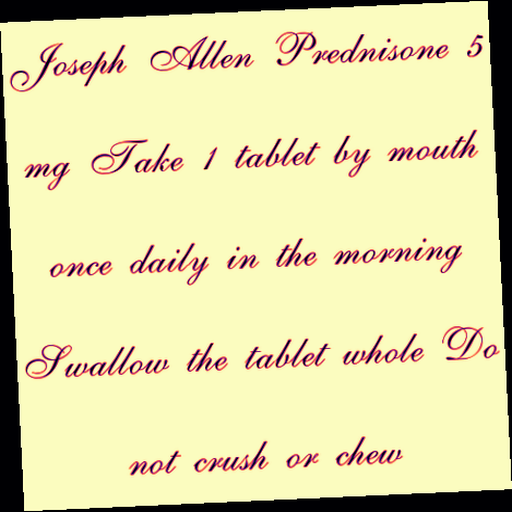 Joseph Allen Prednisone 5
mg Take 1 tablet by mouth
once daily in the morning
Swallow the tablet whole Do
not crush or chew